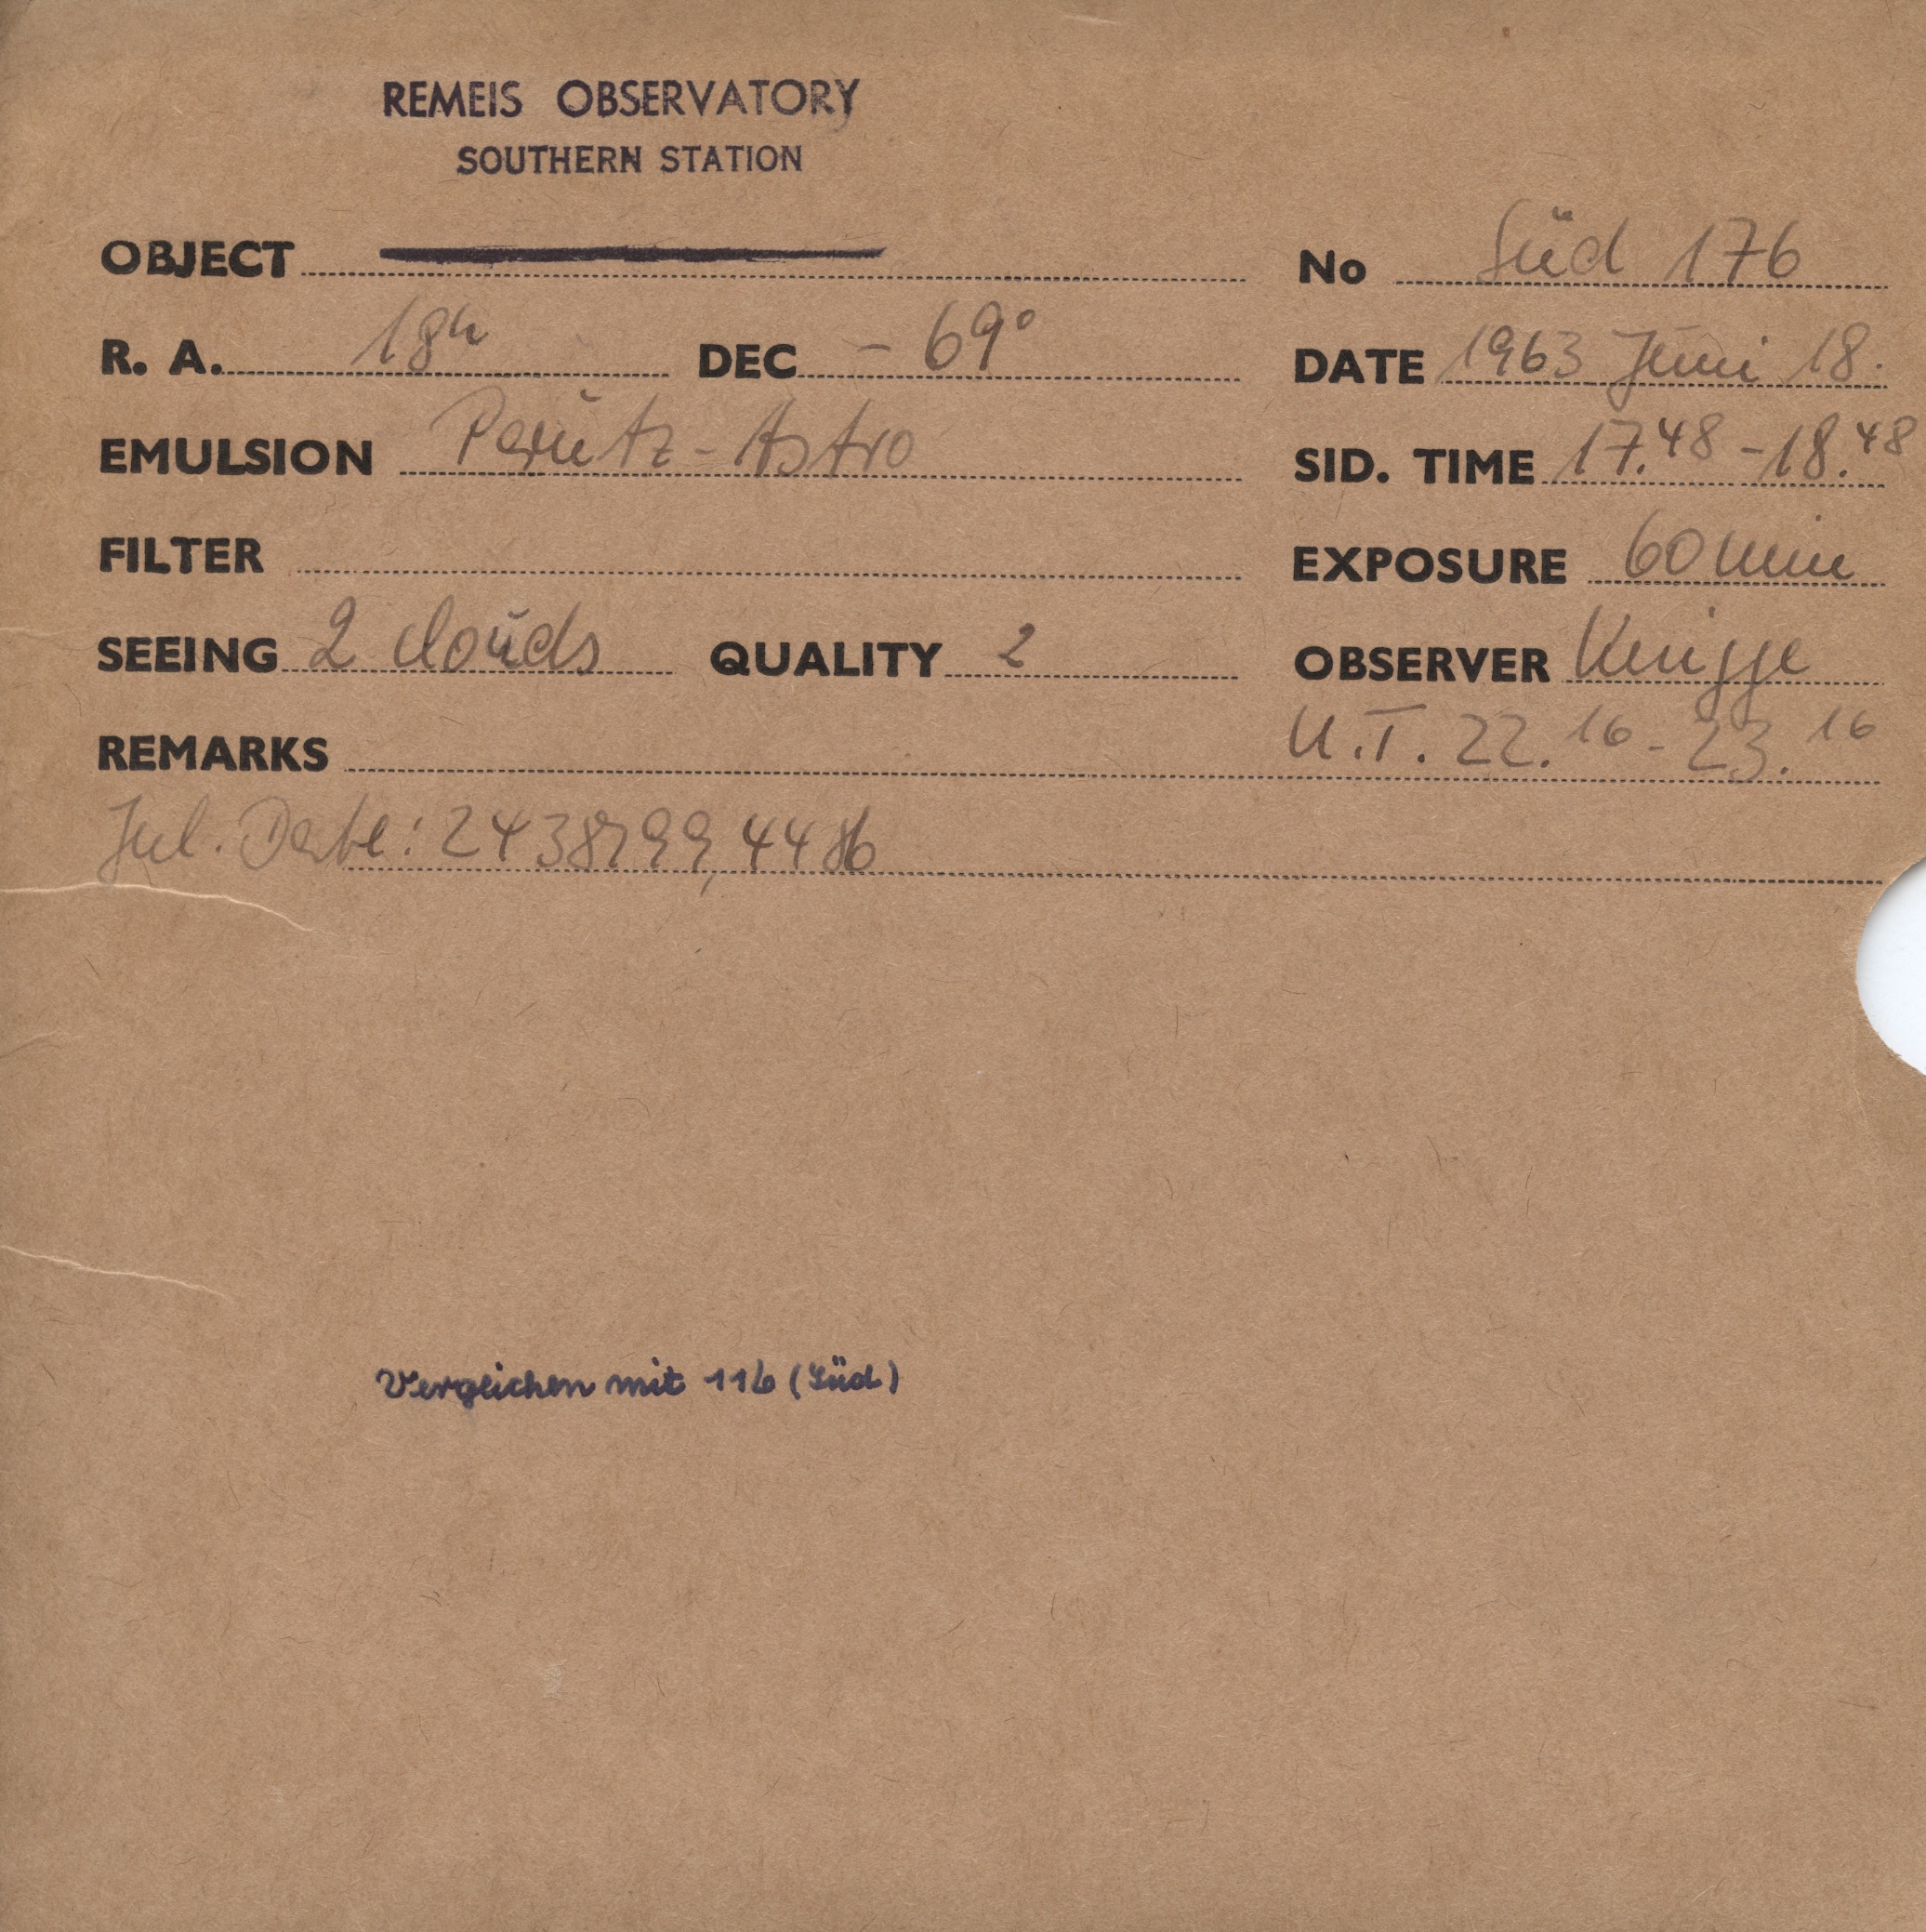 REMEIS OBSERVATORY
SOUTHERN STATION
OBJECT No Süd 176
R. A. 18h DEC - 69° DATE 1963 Juni 18.
EMULSION Perutz - Astro SID. TIME 17.48 - 18.48
FILTER EXPOSURE 60 min
SEEING 2 clouds QUALITY 2 OBSERVER Knigge
REMARKS U.T. 22.16 - 23.16
Jul. Date: 2438199,4486
Vergleichen mit 116 (Süd)